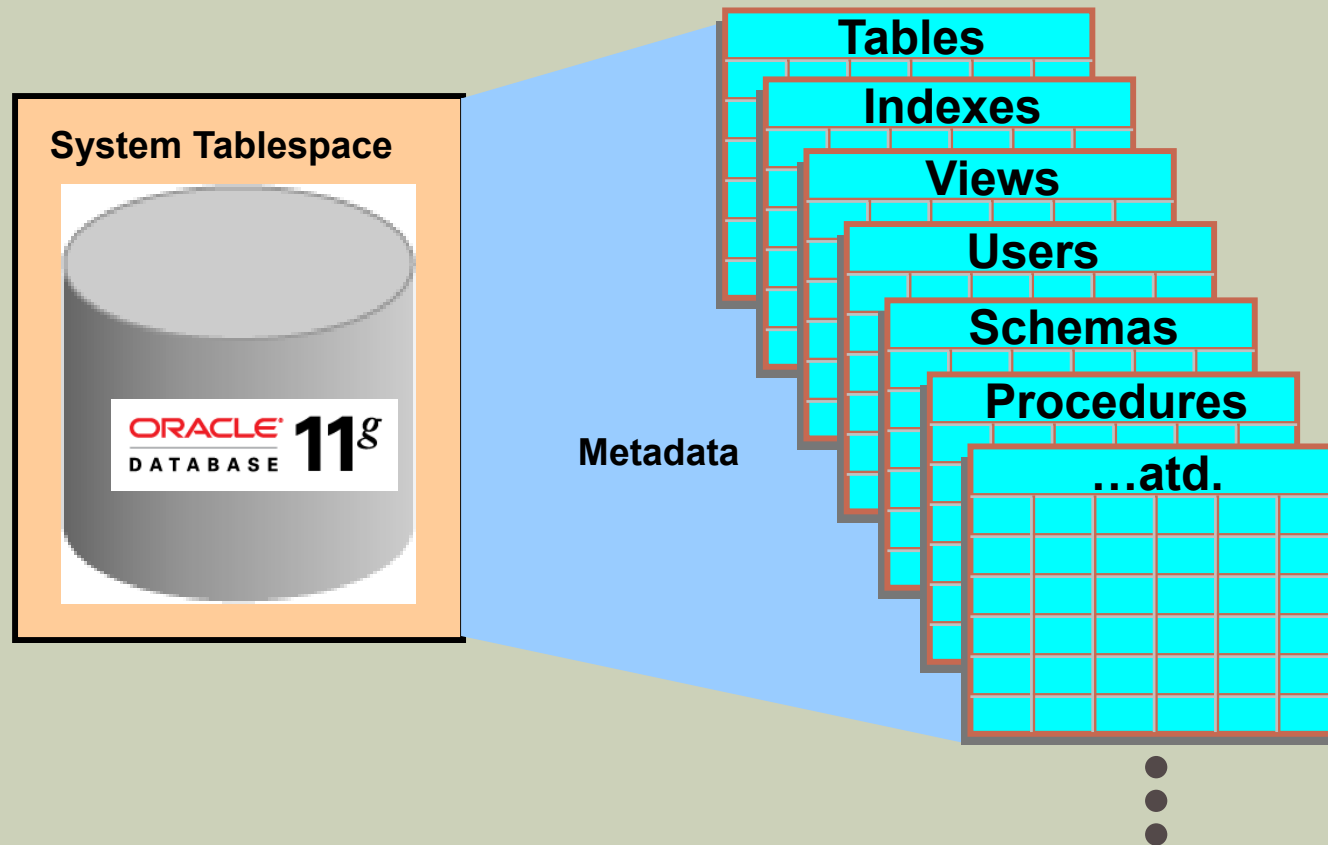 System Tablespace
ORACLE
DATABASE 11g
Metadata
Tables
Indexes
Views
Users
Schemas
Procedures
…atd.